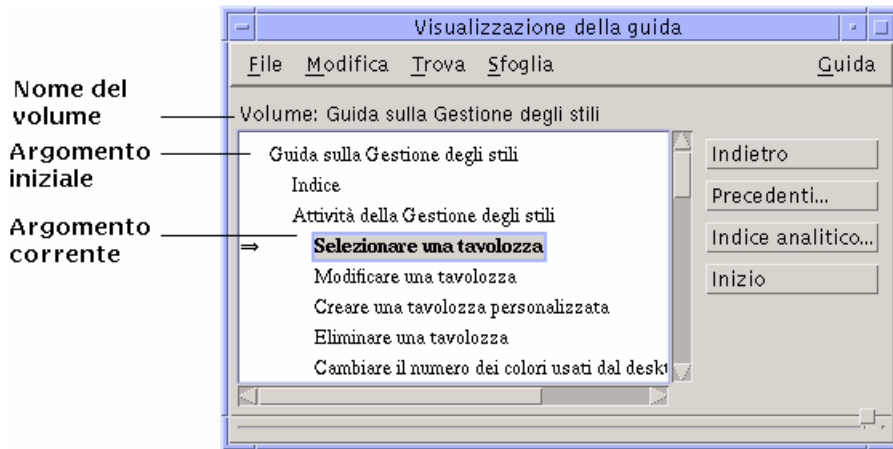 Visualizzazione della guida
File Modifica Trova Sfoglia Guida
Nome del
volume
Volume: Guida sulla Gestione degli stili
Argomento
iniziale
Guida sulla Gestione degli stili
Indice
Attività della Gestione degli stili
Argomento
corrente
⇒ Selezionare una tavolozza
Modificare una tavolozza
Creare una tavolozza personalizzata
Eliminare una tavolozza
Cambiare il numero dei colori usati dal deskt
Indietro
Precedenti...
Indice analitico...
Inizio